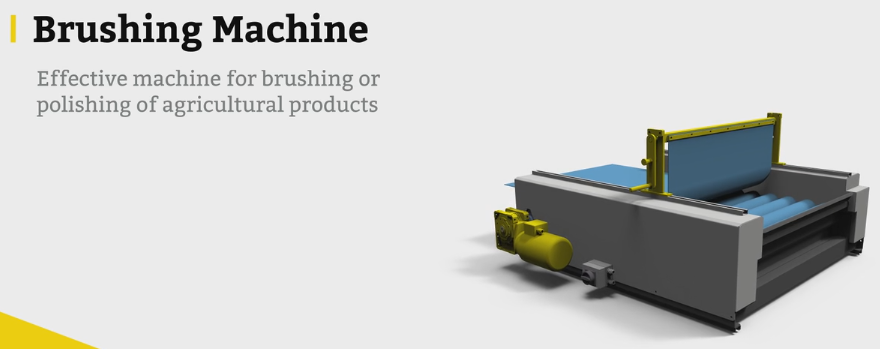 Brushing Machine
Effective machine for brushing or
polishing of agricultural products